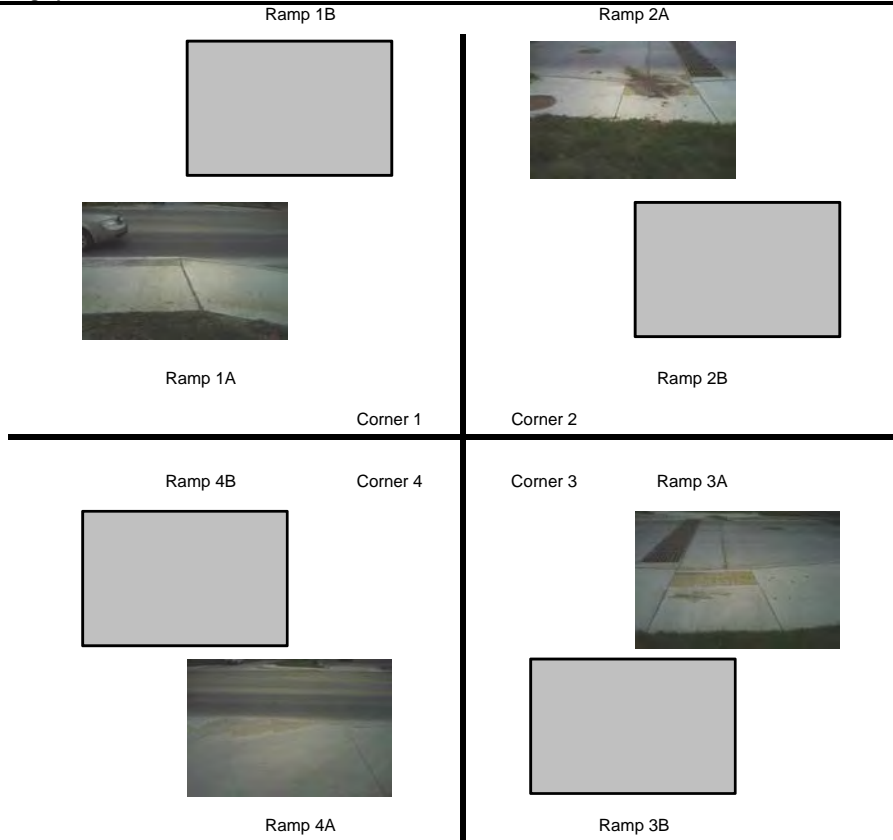 Ramp 1B Ramp 2A
Ramp 1A Ramp 2B
Corner 1 Corner 2
Ramp 4B Corner 4 Corner 3 Ramp 3A
Ramp 4A Ramp 3B